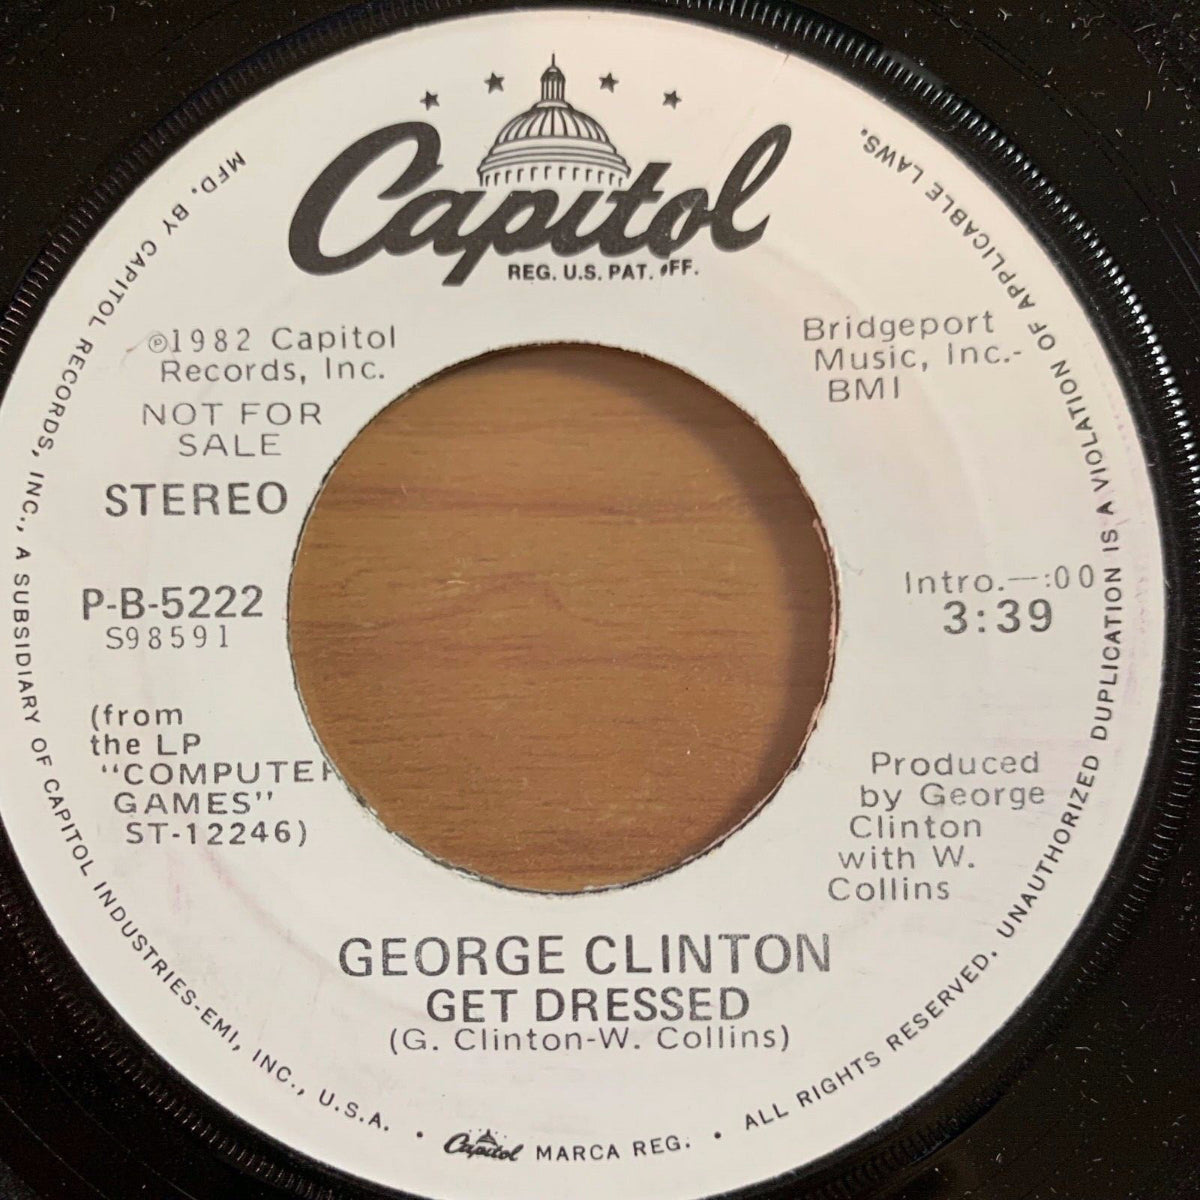 Capitol
REG. U.S. PAT. OFF.
℗1982 Capitol
Records, Inc.
NOT FOR
SALE
STEREO
P-B-5222
S98591
(from
the LP
"COMPUTER
GAMES"
ST-12246)
Bridgeport
Music, Inc.-
BMI
Intro.—:00
3:39
Produced
by George
Clinton
with W.
Collins
GEORGE CLINTON
GET DRESSED
(G. Clinton-W. Collins)
MFD. BY CAPITOL RECORDS, INC., A SUBSIDIARY OF CAPITOL INDUSTRIES-EMI, INC., U.S.A. • Capitol MARCA REG. • ALL RIGHTS RESERVED. UNAUTHORIZED DUPLICATION IS A VIOLATION OF APPLICABLE LAWS.